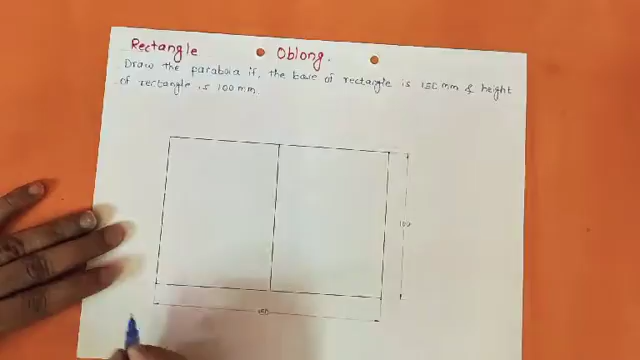 Rectangle Oblong.
Draw the parabola if, the base of rectangle is 150 mm & height
of rectangle is 100 mm.
100
150